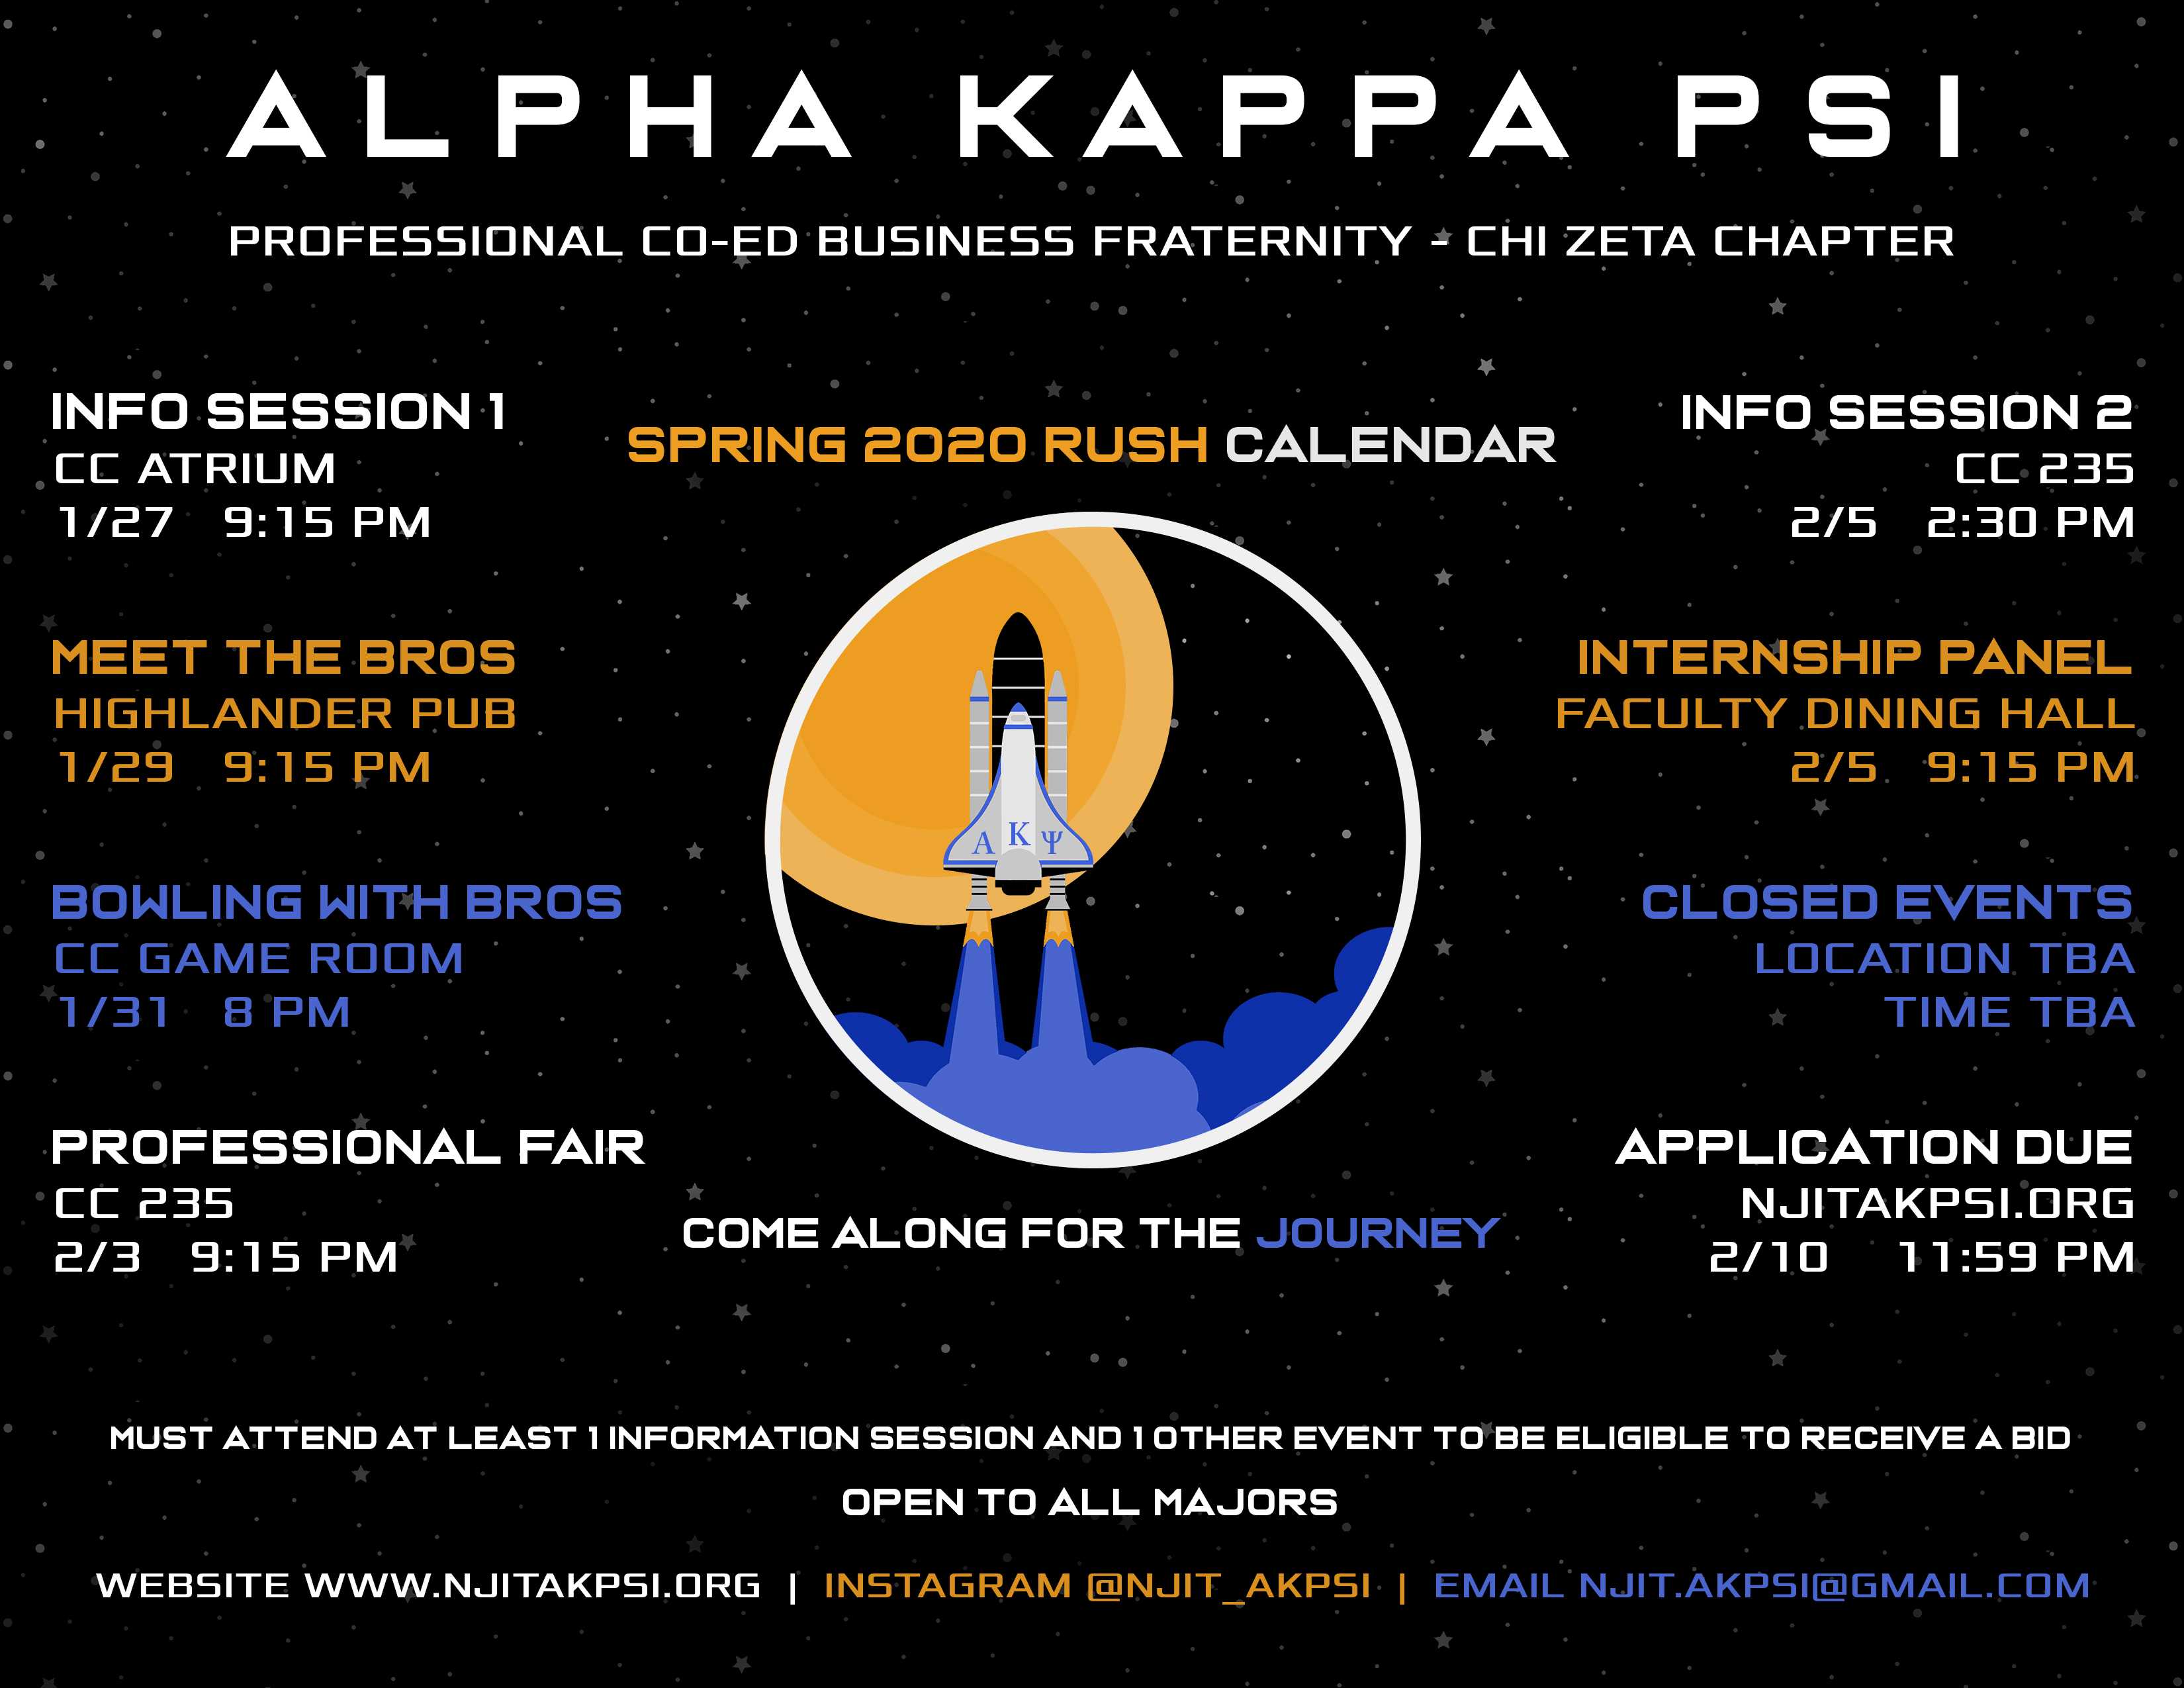 ALPHA KAPPA PSI
PROFESSIONAL CO-ED BUSINESS FRATERNITY - CHI ZETA CHAPTER
SPRING 2020 RUSH CALENDAR
INFO SESSION 1
CC ATRIUM
1/27 9:15 PM
MEET THE BROS
HIGHLANDER PUB
1/29 9:15 PM
BOWLING WITH BROS
CC GAME ROOM
1/31 8 PM
PROFESSIONAL FAIR
CC 235
2/3 9:15 PM
Α Κ Ψ
COME ALONG FOR THE JOURNEY
INFO SESSION 2
CC 235
2/5 2:30 PM
INTERNSHIP PANEL
FACULTY DINING HALL
2/5 9:15 PM
CLOSED EVENTS
LOCATION TBA
TIME TBA
APPLICATION DUE
NJITAKPSI.ORG
2/10 11:59 PM
MUST ATTEND AT LEAST 1 INFORMATION SESSION AND 1 OTHER EVENT TO BE ELIGIBLE TO RECEIVE A BID
OPEN TO ALL MAJORS
WEBSITE WWW.NJITAKPSI.ORG | INSTAGRAM @NJIT_AKPSI | EMAIL NJIT.AKPSI@GMAIL.COM